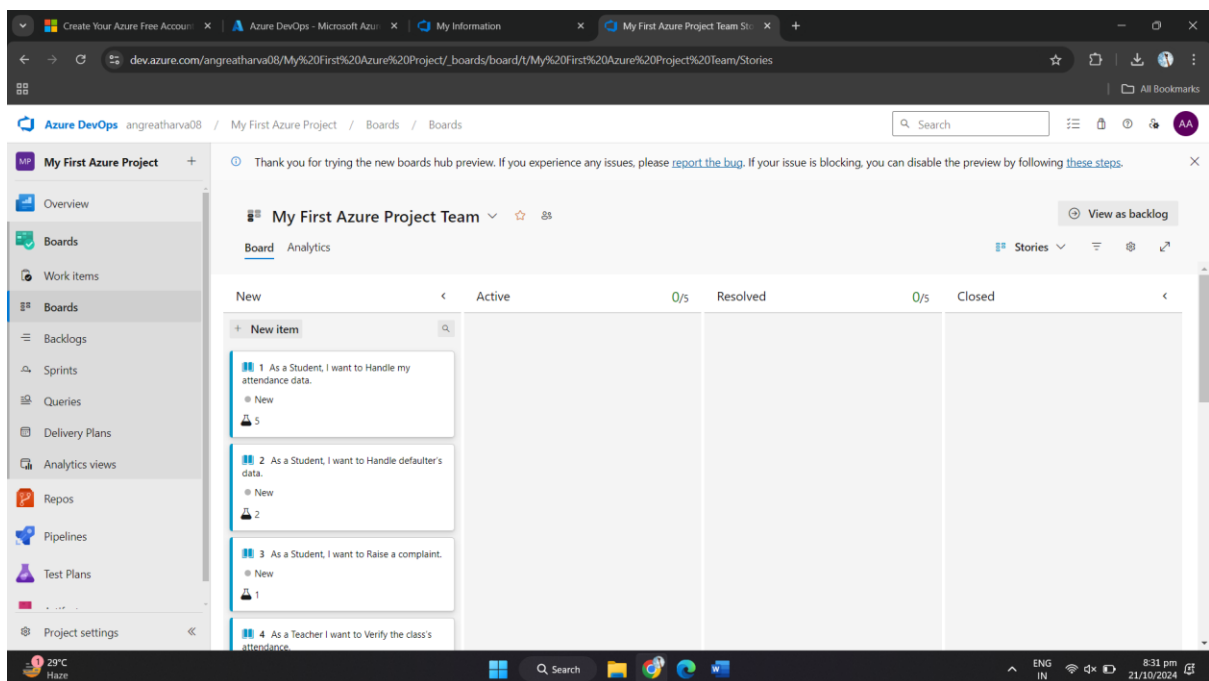 Create Your Azure Free Accoun
Azure DevOps - Microsoft Azur
My Information
My First Azure Project Team Sto
dev.azure.com/angreatharva08/My%20First%20Azure%20Project/_boards/board/t/My%20First%20Azure%20Project%20Team/Stories
All Bookmarks
Azure DevOps angreatharva08 / My First Azure Project / Boards / Boards
Search
AA
MP My First Azure Project +
Thank you for trying the new boards hub preview. If you experience any issues, please report the bug. If your issue is blocking, you can disable the preview by following these steps.
Overview
Boards
Work items
Boards
Backlogs
Sprints
Queries
Delivery Plans
Analytics views
Repos
Pipelines
Test Plans
Project settings
My First Azure Project Team
View as backlog
Board Analytics
Stories
New
Active 0/5
Resolved 0/5
Closed
+ New item
1 As a Student, I want to Handle my
attendance data.
New
5
2 As a Student, I want to Handle defaulter's
data.
New
2
3 As a Student, I want to Raise a complaint.
New
1
4 As a Teacher I want to Verify the class's
attendance.
1
29°C
Haze
Search
ENG
IN
8:31 pm
21/10/2024